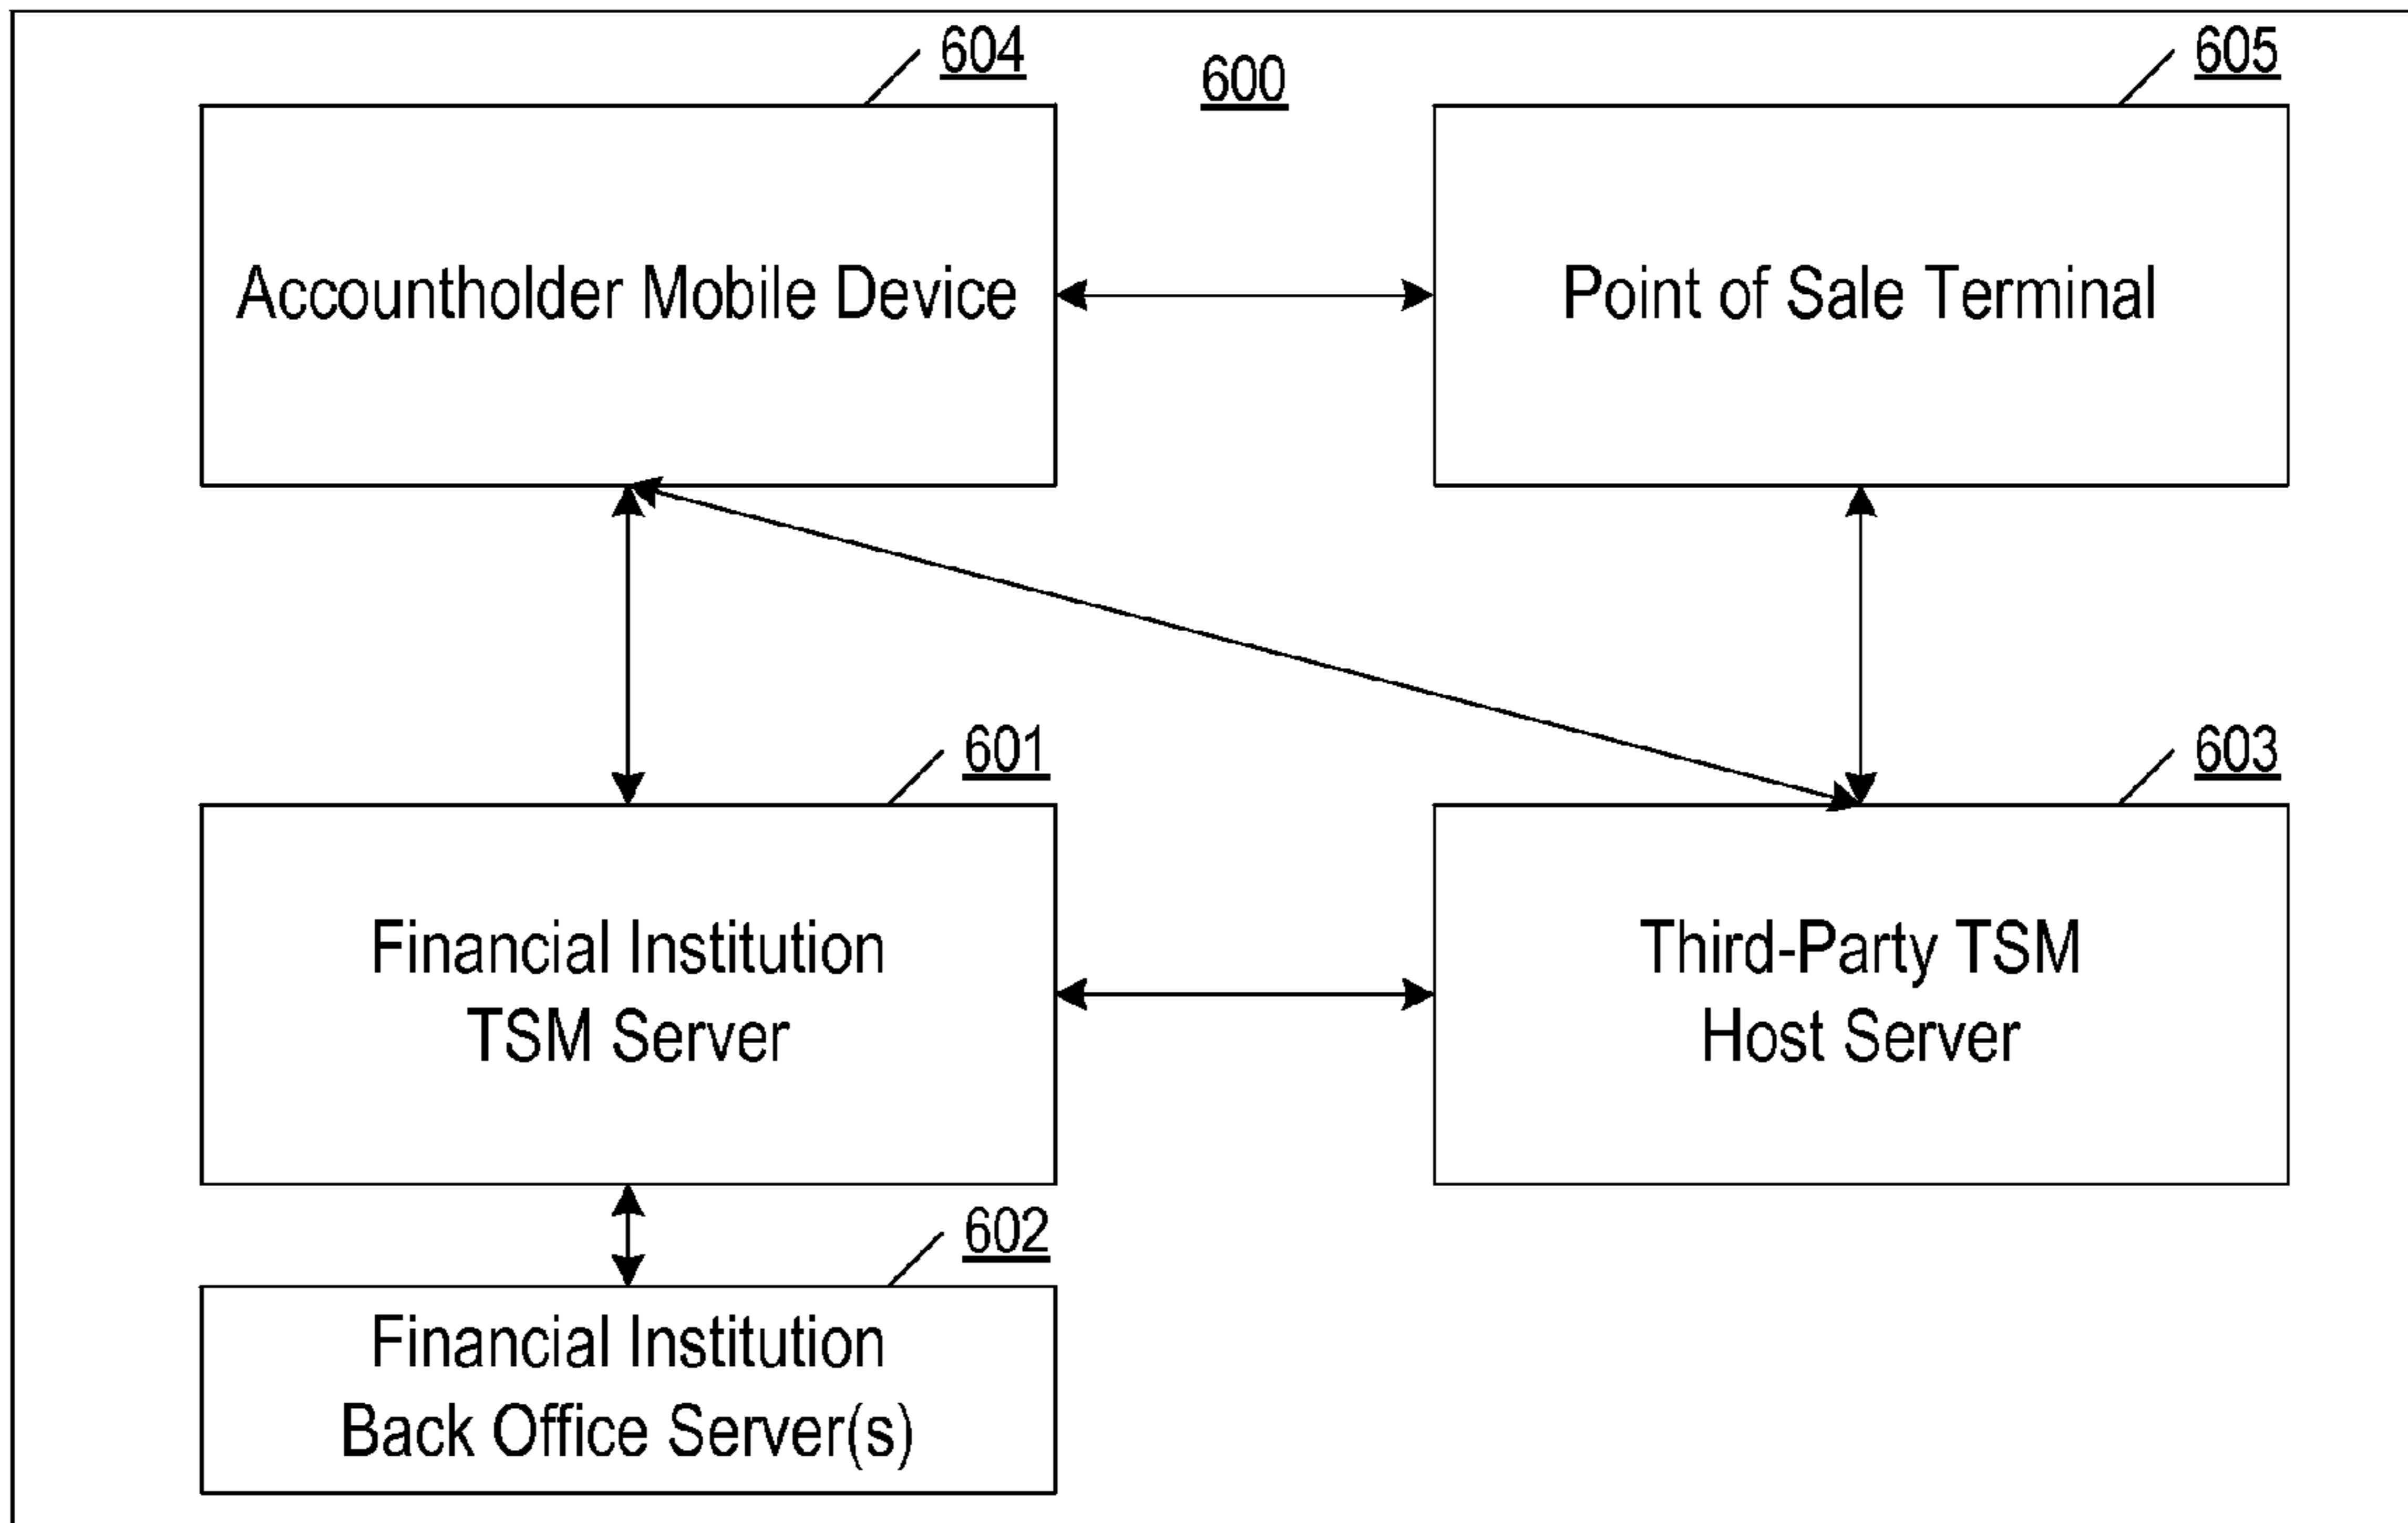 604
600
605
Accountholder Mobile Device
Point of Sale Terminal
601
603
Financial Institution
TSM Server
Third-Party TSM
Host Server
602
Financial Institution
Back Office Server(s)